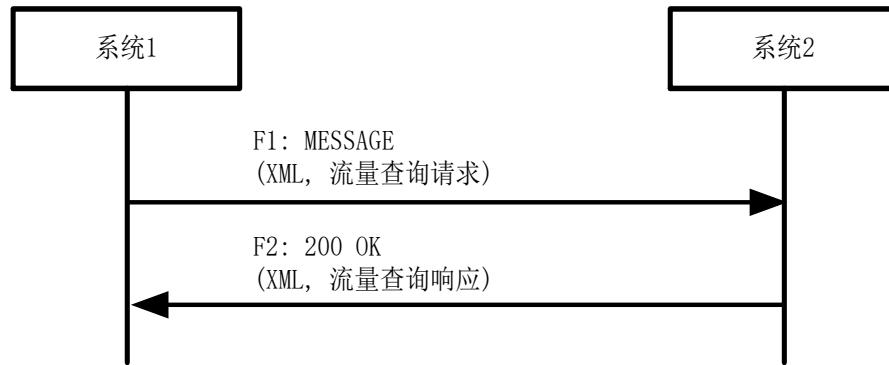 系统1
系统2
F1: MESSAGE
(XML, 流量查询请求)
F2: 200 OK
(XML, 流量查询响应)